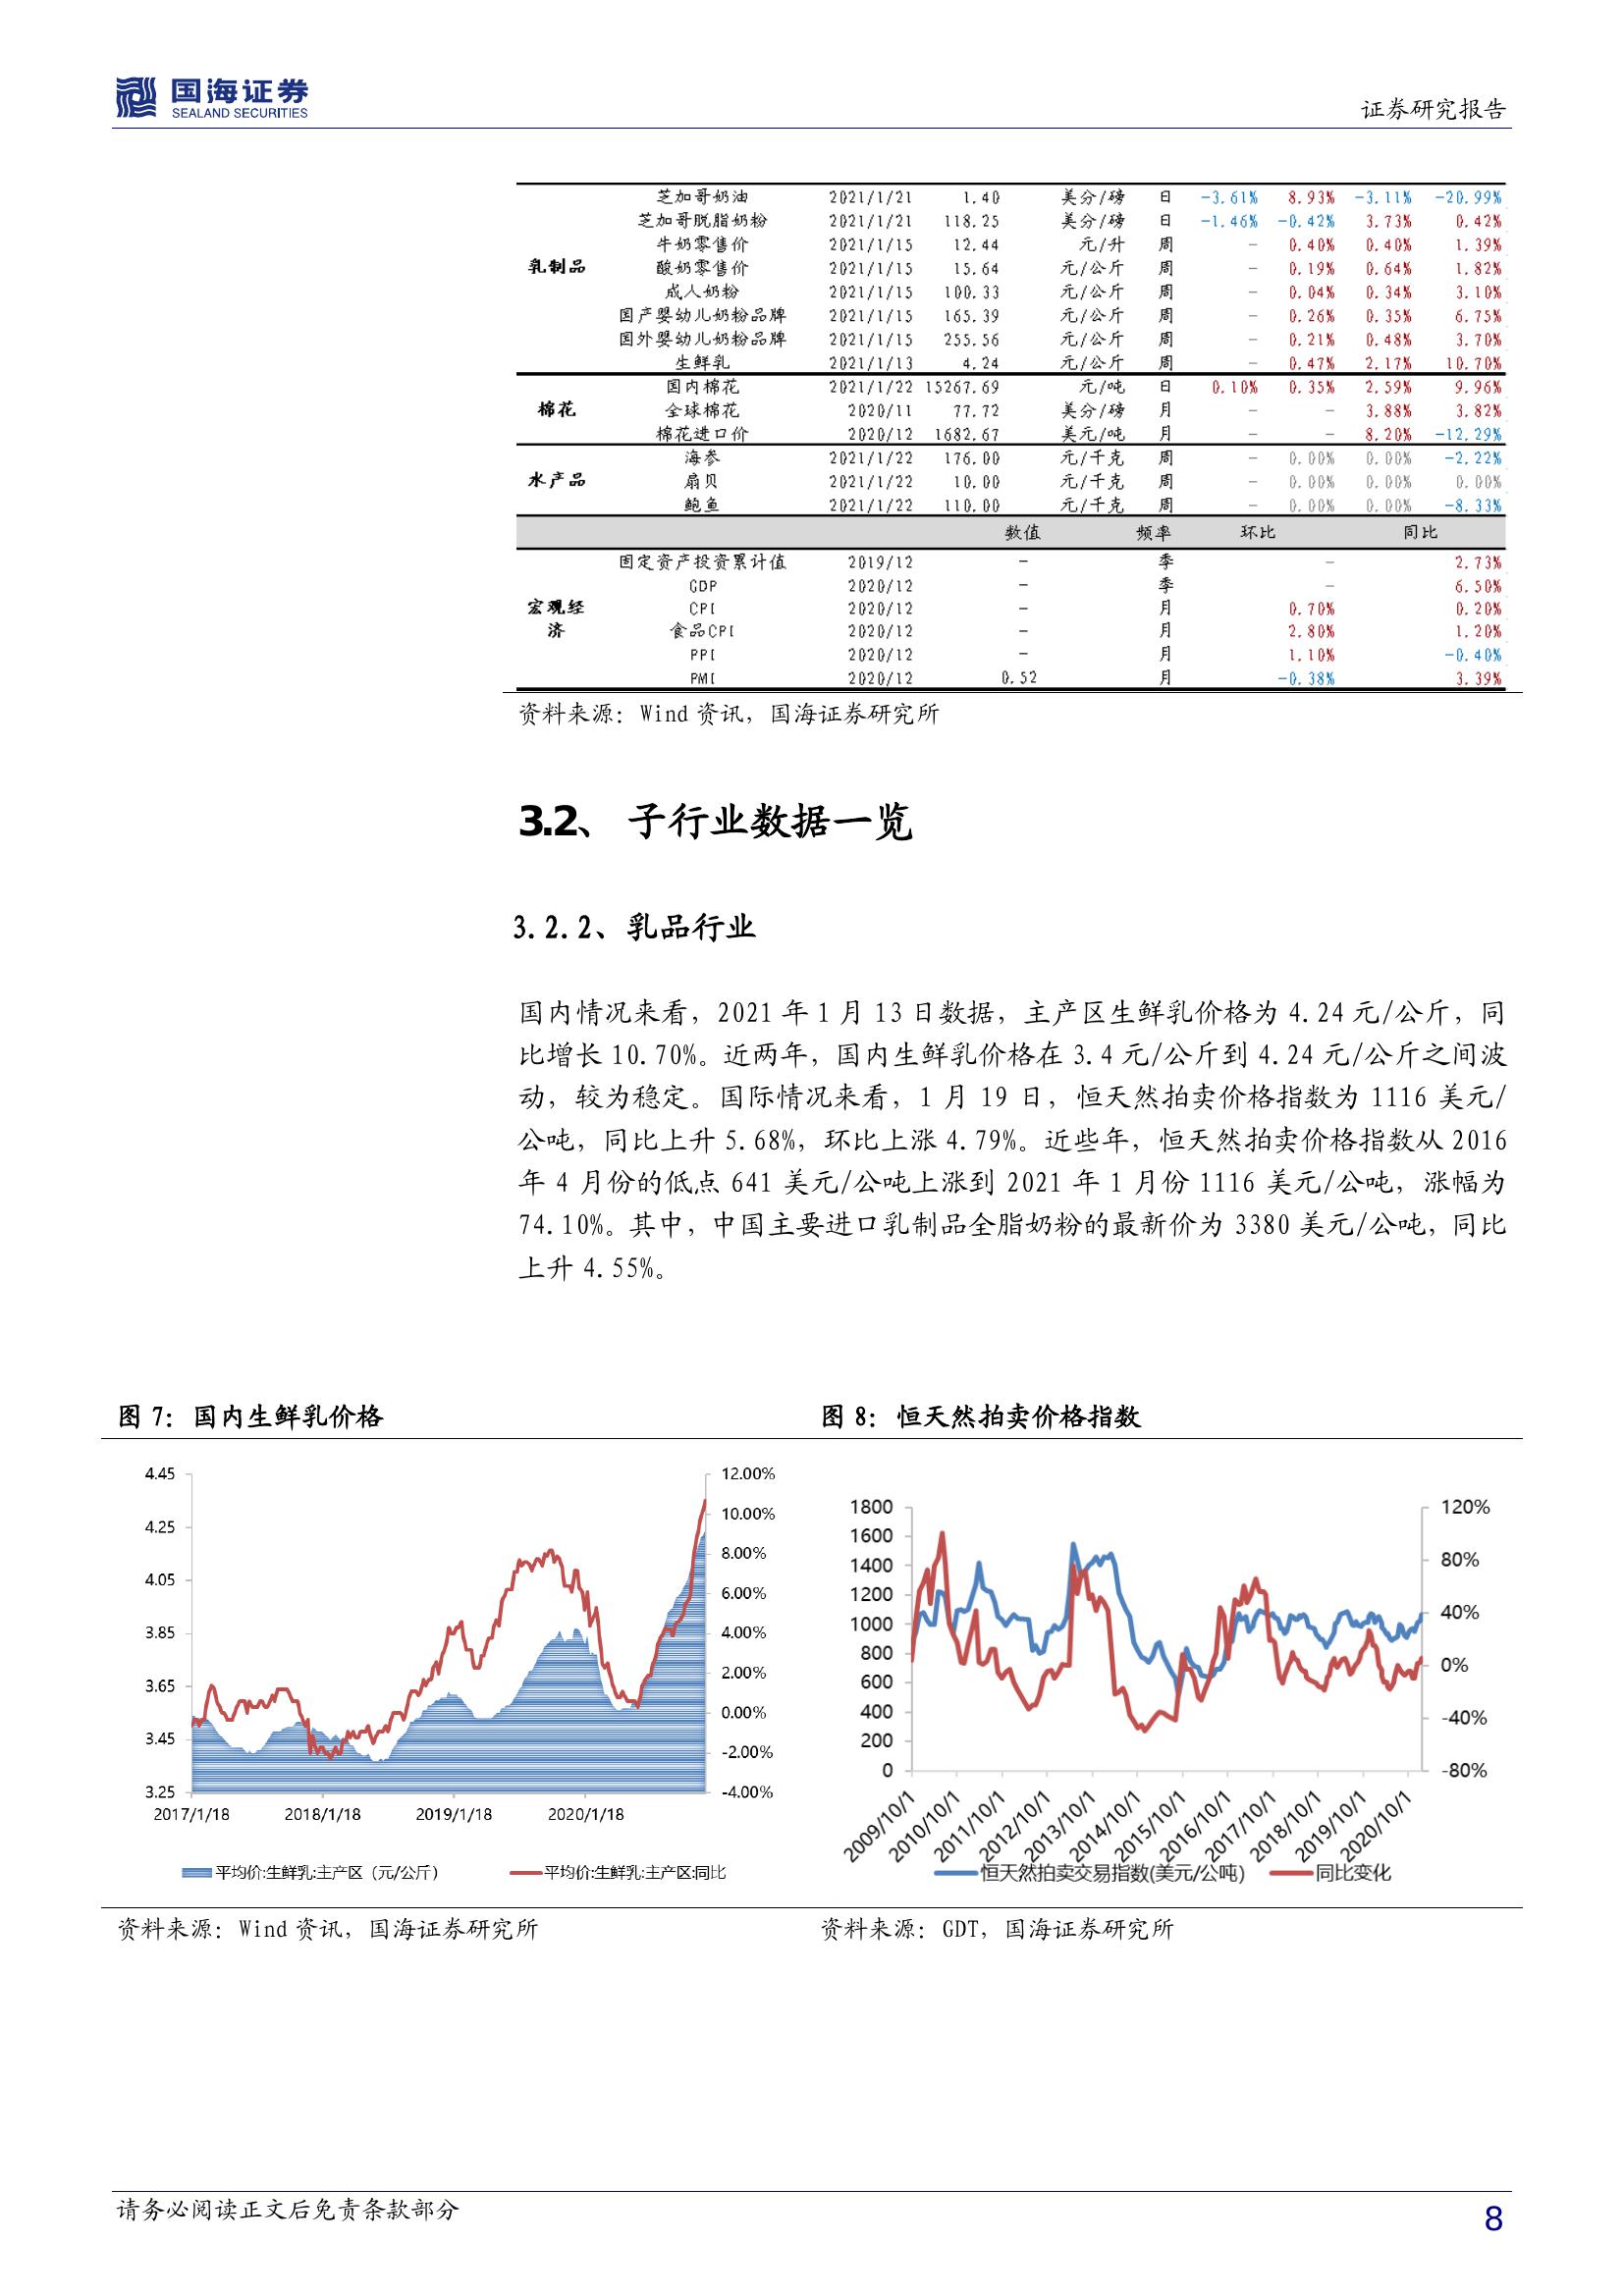 国海证券
SEALAND SECURITIES
证券研究报告
芝加哥奶油 2021/1/21 1.40 美分/磅 日 -3.61% 8.93% -3.11% -20.99%
芝加哥脱脂奶粉 2021/1/21 118.25 美分/磅 日 -1.46% -0.42% 3.73% 0.42%
牛奶零售价 2021/1/15 12.44 元/升 周 - 0.40% 0.40% 1.39%
乳制品 酸奶零售价 2021/1/15 15.64 元/公斤 周 - 0.19% 0.64% 1.82%
成人奶粉 2021/1/15 100.33 元/公斤 周 - 0.04% 0.34% 3.10%
国产婴幼儿奶粉品牌 2021/1/15 165.39 元/公斤 周 - 0.26% 0.35% 6.75%
国外婴幼儿奶粉品牌 2021/1/15 255.56 元/公斤 周 - 0.21% 0.48% 3.70%
生鲜乳 2021/1/13 4.24 元/公斤 周 - 0.47% 2.17% 10.70%
国内棉花 2021/1/22 15267.69 元/吨 日 0.10% 0.35% 2.59% 9.96%
棉花 全球棉花 2020/11 77.72 美分/磅 月 - - 3.88% 3.82%
棉花进口价 2020/12 1682.67 美元/吨 月 - - 8.20% -12.29%
海参 2021/1/22 176.00 元/千克 周 - 0.00% 0.00% -2.22%
水产品 扇贝 2021/1/22 10.00 元/千克 周 - 0.00% 0.00% 0.00%
鲍鱼 2021/1/22 110.00 元/千克 周 - 0.00% 0.00% -8.33%
数值 频率 环比 同比
固定资产投资累计值 2019/12 - 季 - 2.73%
GDP 2020/12 - 季 - 6.50%
宏观经 CPI 2020/12 - 月 0.70% 0.20%
济 食品CPI 2020/12 - 月 2.80% 1.20%
PPI 2020/12 - 月 1.10% -0.40%
PMI 2020/12 0.52 月 -0.38% 3.39%
资料来源：Wind 资讯，国海证券研究所
3.2、 子行业数据一览
3.2.2、乳品行业
国内情况来看，2021 年 1 月 13 日数据，主产区生鲜乳价格为 4.24 元/公斤，同
比增长 10.70%。近两年，国内生鲜乳价格在 3.4 元/公斤到 4.24 元/公斤之间波
动，较为稳定。国际情况来看，1 月 19 日，恒天然拍卖价格指数为 1116 美元/
公吨，同比上升 5.68%，环比上涨 4.79%。近些年，恒天然拍卖价格指数从 2016
年 4 月份的低点 641 美元/公吨上涨到 2021 年 1 月份 1116 美元/公吨，涨幅为
74.10%。其中，中国主要进口乳制品全脂奶粉的最新价为 3380 美元/公吨，同比
上升 4.55%。
图 7：国内生鲜乳价格
4.45
4.25
4.05
3.85
3.65
3.45
3.25
12.00%
10.00%
8.00%
6.00%
4.00%
2.00%
0.00%
-2.00%
-4.00%
2017/1/18 2018/1/18 2019/1/18 2020/1/18
平均价:生鲜乳:主产区（元/公斤） 平均价:生鲜乳:主产区:同比
资料来源：Wind 资讯，国海证券研究所
图 8：恒天然拍卖价格指数
1800
1600
1400
1200
1000
800
600
400
200
0
120%
80%
40%
0%
-40%
-80%
2009/10/1 2010/10/1 2011/10/1 2012/10/1 2013/10/1 2014/10/1 2015/10/1 2016/10/1 2017/10/1 2018/10/1 2019/10/1 2020/10/1
恒天然拍卖交易指数(美元/公吨) 同比变化
资料来源：GDT，国海证券研究所
请务必阅读正文后免责条款部分
8